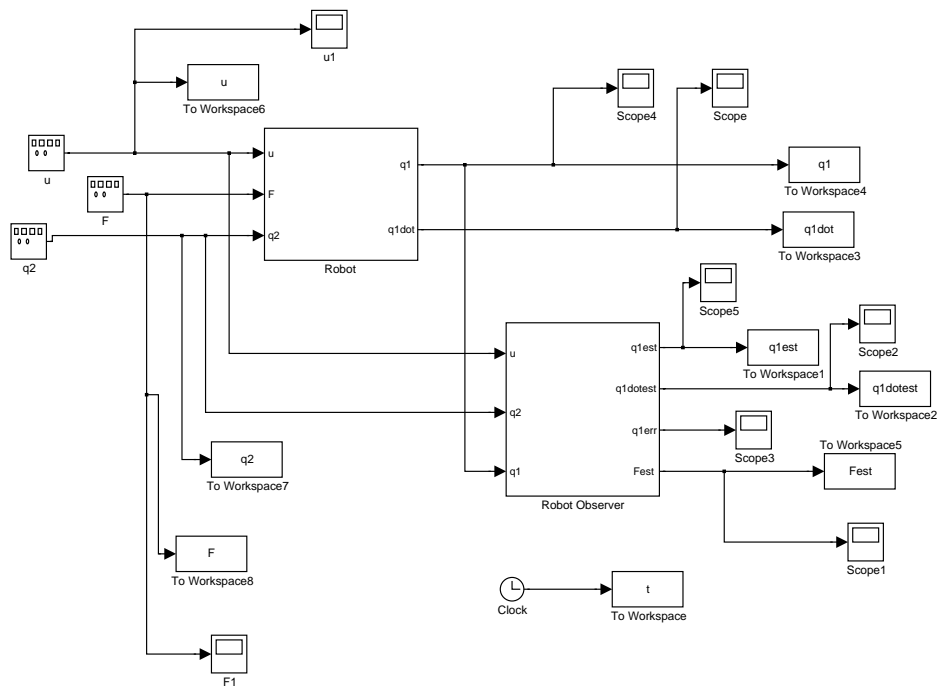 u1
u
To Workspace6
Scope4
Scope
u
u
q1
q1
To Workspace4
F
F
q2
q2
q1dot
q1dot
To Workspace3
Robot
Scope5
u
q1est
q1est
To Workspace1
Scope2
q1dotest
q1dotest
To Workspace2
q2
q1err
Scope3
To Workspace5
q2
To Workspace7
q1
Fest
Fest
Robot Observer
F
To Workspace8
Scope1
Clock
t
To Workspace
F1